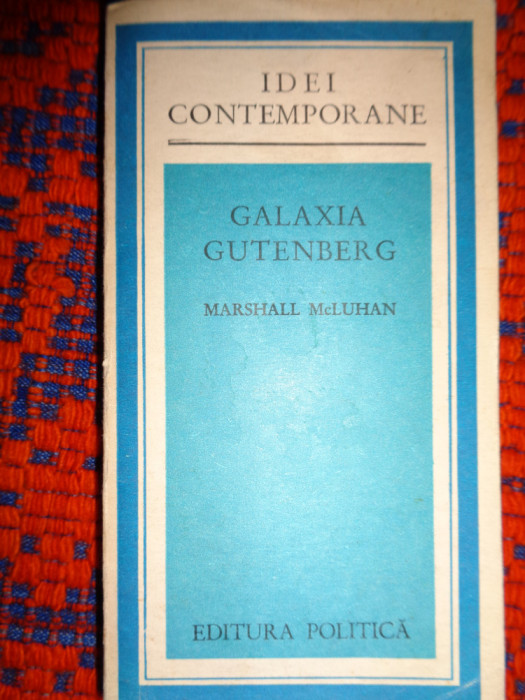 IDEI
CONTEMPORANE
GALAXIA
GUTENBERG
MARSHALL McLUHAN
EDITURA POLITICĂ